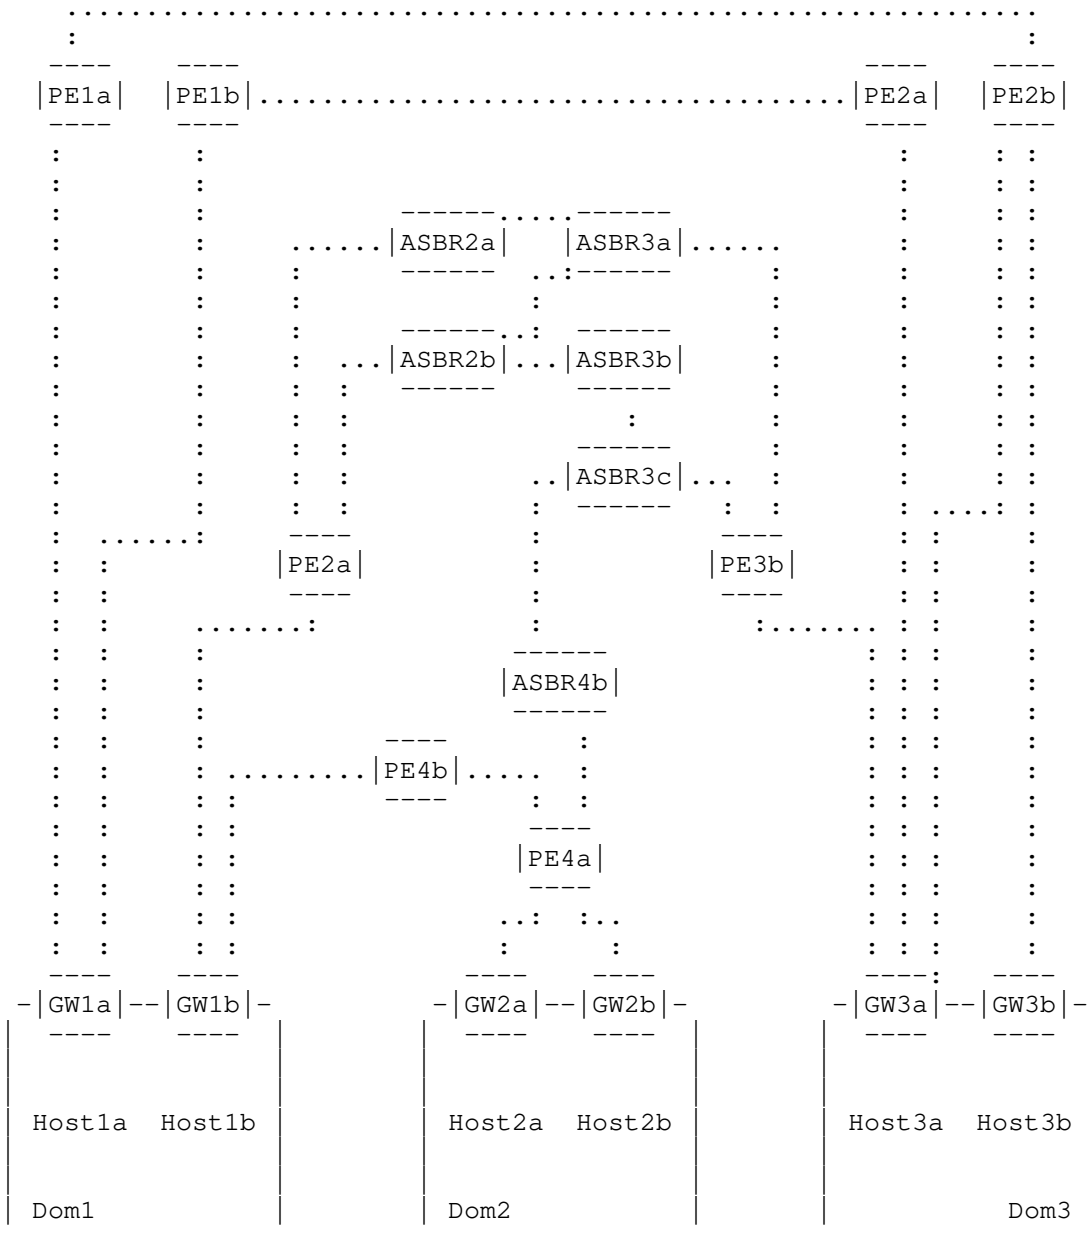 |PE1a| |PE1b|.....................................|PE2a| |PE2b|
|ASBR2a| |ASBR3a|
|ASBR2b|...|ASBR3b|
|ASBR3c|
|PE2a| |PE3b|
|ASBR4b|
|PE4b|
|PE4a|
-|GW1a|--|GW1b|- -|GW2a|--|GW2b|- -|GW3a|--|GW3b|-
Host1a Host1b Host2a Host2b Host3a Host3b
Dom1 Dom2 Dom3